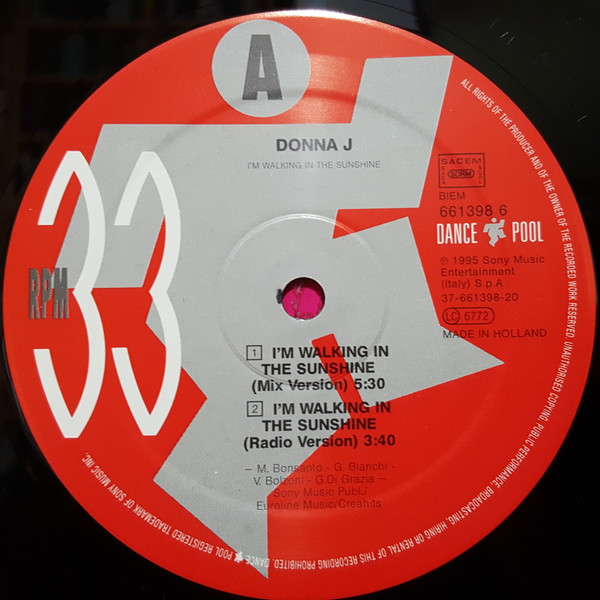 A
DONNA J
I'M WALKING IN THE SUNSHINE
SACEM
SDRM
BIEM
661398 6
DANCE POOL
℗ 1995 Sony Music
Entertainment
(Italy) S.p.A
37-661398-20
LC 6772
MADE IN HOLLAND
33
RPM
1 I'M WALKING IN
THE SUNSHINE
(Mix Version) 5:30
2 I'M WALKING IN
THE SUNSHINE
(Radio Version) 3:40
– M. Bonsanto - G. Bianchi -
V. Bolzeni - G.Di Grazia –
Sony Music Publ./
Euroline Music/Creahits
ALL RIGHTS OF THE PRODUCER AND OF THE OWNER OF THE RECORDED WORK RESERVED. UNAUTHORISED COPYING, PUBLIC PERFORMANCE, BROADCASTING, HIRING OR RENTAL OF THIS RECORDING PROHIBITED. DANCE POOL REGISTERED TRADEMARK OF SONY MUSIC INC.